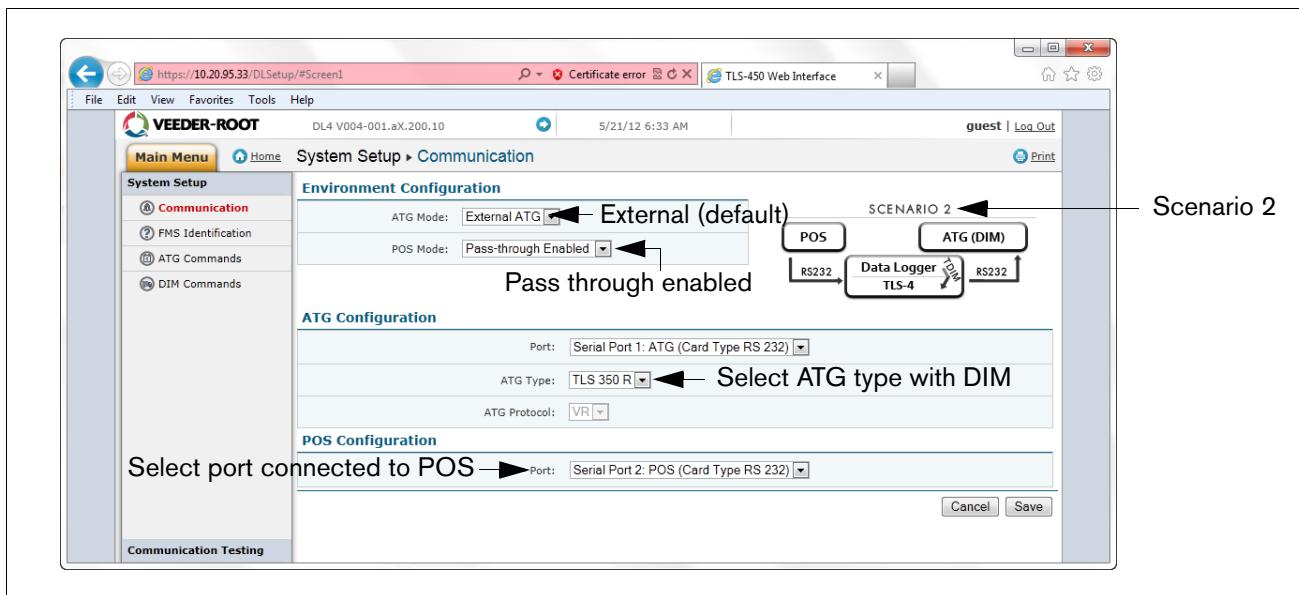 https://10.20.95.33/DLSetup/#Screen1
Certificate error
TLS-450 Web Interface
File Edit View Favorites Tools Help
VEEDER-ROOT
DL4 V004-001.aX.200.10
5/21/12 6:33 AM
guest | Log Out
Main Menu
Home
System Setup ▸ Communication
Print
System Setup
Communication
FMS Identification
ATG Commands
DIM Commands
Communication Testing
Environment Configuration
ATG Mode: External ATG
External (default)
POS Mode: Pass-through Enabled
Pass through enabled
SCENARIO 2
Scenario 2
POS
ATG (DIM)
RS232
Data Logger
TLS-4
TDIM
RS232
ATG Configuration
Port: Serial Port 1: ATG (Card Type RS 232)
ATG Type: TLS 350 R
Select ATG type with DIM
ATG Protocol: VR
POS Configuration
Select port connected to POS
Port: Serial Port 2: POS (Card Type RS 232)
Cancel Save